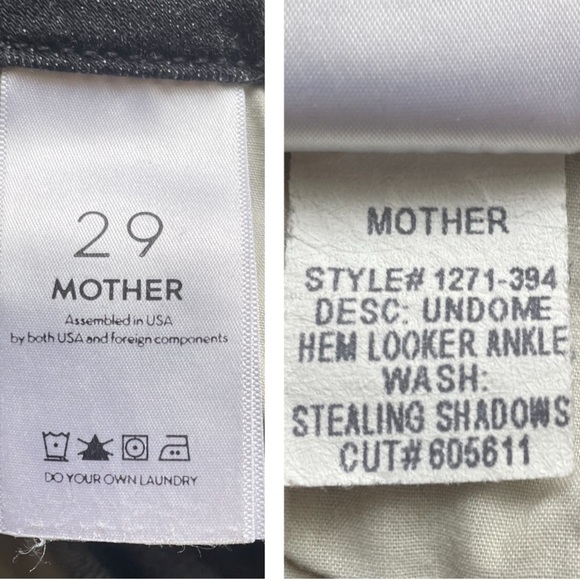 29
MOTHER
Assembled in USA
by both USA and foreign components
DO YOUR OWN LAUNDRY
MOTHER
STYLE# 1271-394
DESC: UNDOME
HEM LOOKER ANKLE
WASH:
STEALING SHADOWS
CUT# 605611